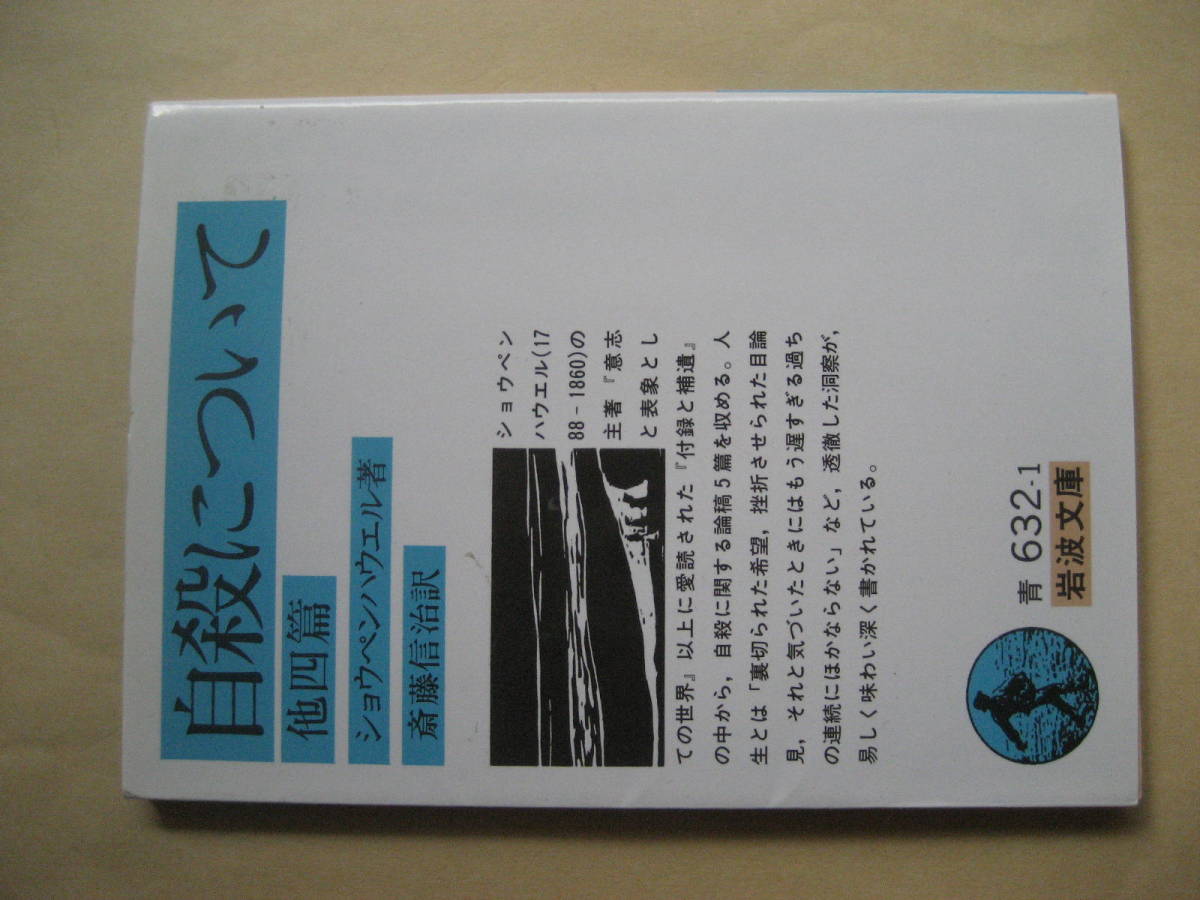 自殺について
他四篇
ショウペンハウエル著
斎藤信治訳
ショウペン
ハウエル(17
88-1860)の
主著『意志
と表象とし
ての世界』以上に愛読された『付録と補遺』
の中から，自殺に関する論稿5篇を収める。人
生とは「裏切られた希望，挫折させられた目論
見，それと気づいたときにはもう遅すぎる過ち
の連続にほかならない」など，透徹した洞察が，
易しく味わい深く書かれている。
青 632-1
岩波文庫